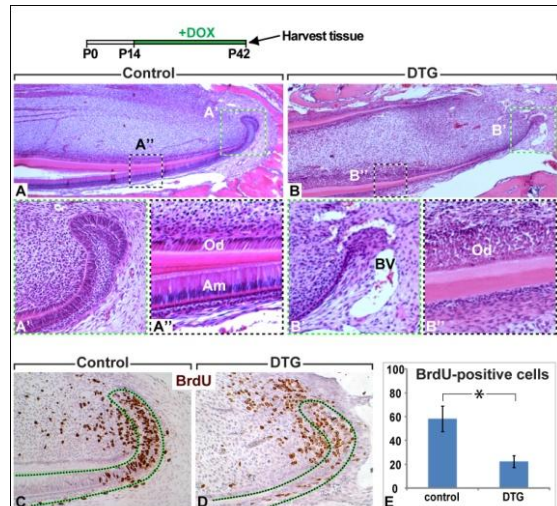 +DOX
P0 P14 P42 Harvest tissue
Control DTG
A' B'
A'' B''
A B
Od BV Od
Am
A' A'' B' B''
Control BrdU DTG
BrdU-positive cells
100
80
60
40
20
0
*
control DTG
C D E